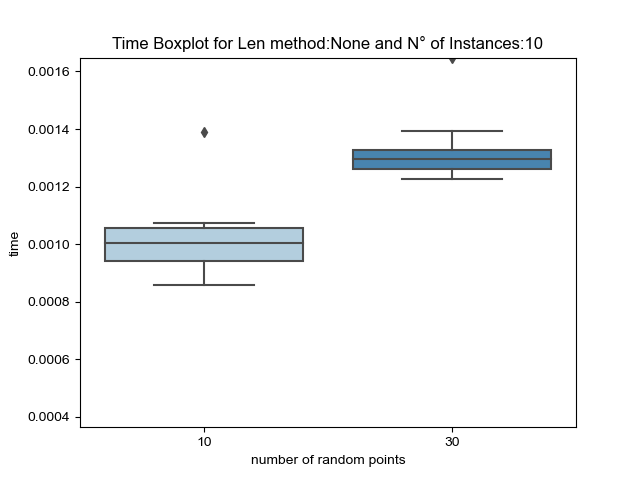 Time Boxplot for Len method:None and N° of Instances:10
0.0016
0.0014
0.0012
0.0010
0.0008
0.0006
0.0004
time
10 30
number of random points